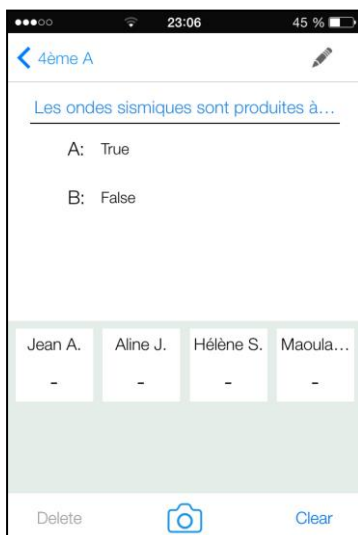 23:06 45 %
4ème A
Les ondes sismiques sont produites à…
A: True
B: False
Jean A. Aline J. Hélène S. Maoula…
- - - -
Delete Clear